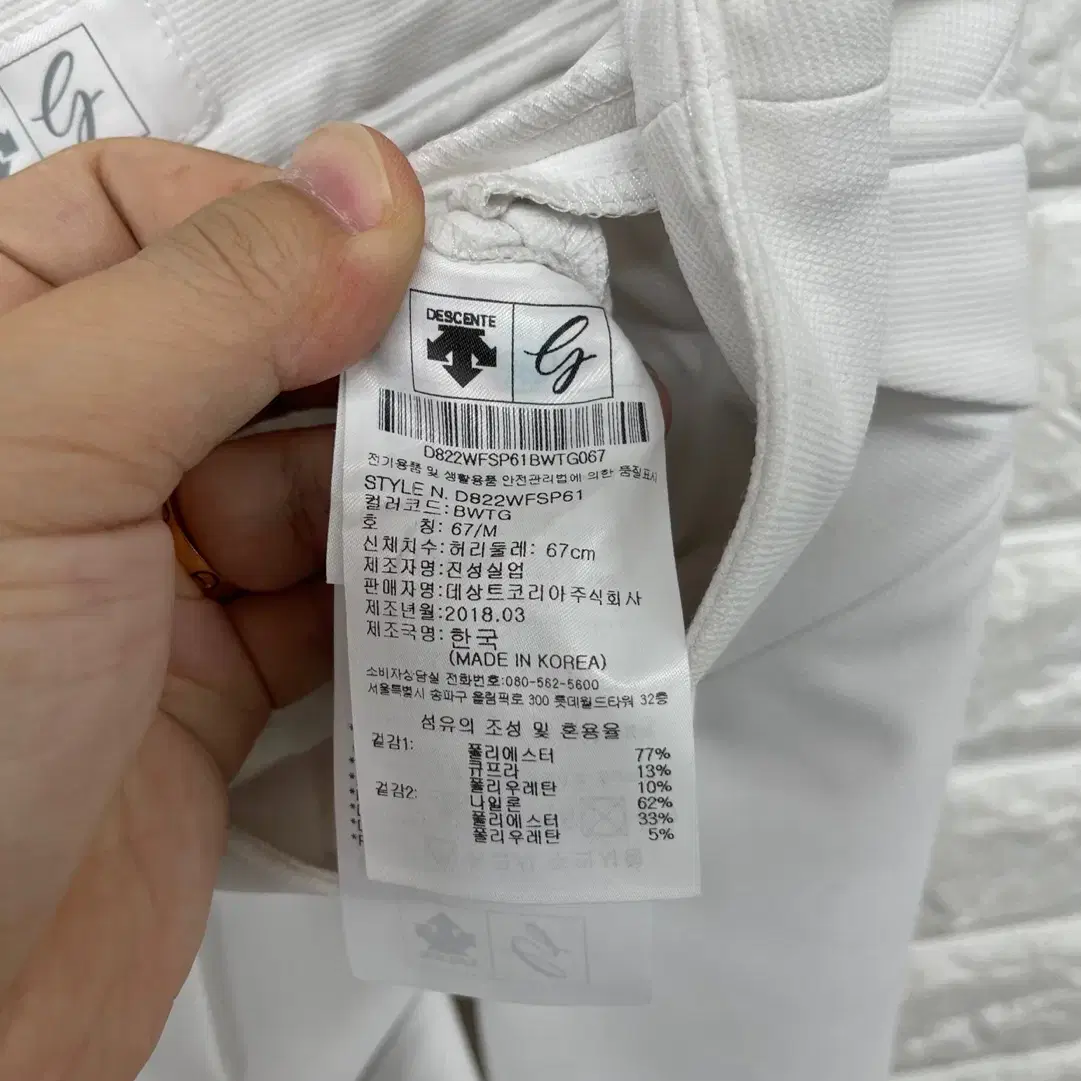 DESCENTE
D822WFSP61BWTG067
전기용품 및 생활용품 안전관리법에 의한 품질표시
STYLE N. D822WFSP61
컬러코드:BWTG
호 칭: 67/M
신체치수:허리둘레: 67cm
제조자명:진성실업
판매자명:데상트코리아주식회사
제조년월:2018.03
제조국명:한국
(MADE IN KOREA)
소비자상담실 전화번호:080-562-5600
서울특별시 송파구 올림픽로 300 롯데월드타워 32층
섬유의 조성 및 혼용율
겉감1: 폴리에스터 77%
큐프라 13%
폴리우레탄 10%
겉감2: 나일론 62%
폴리에스터 33%
폴리우레탄 5%